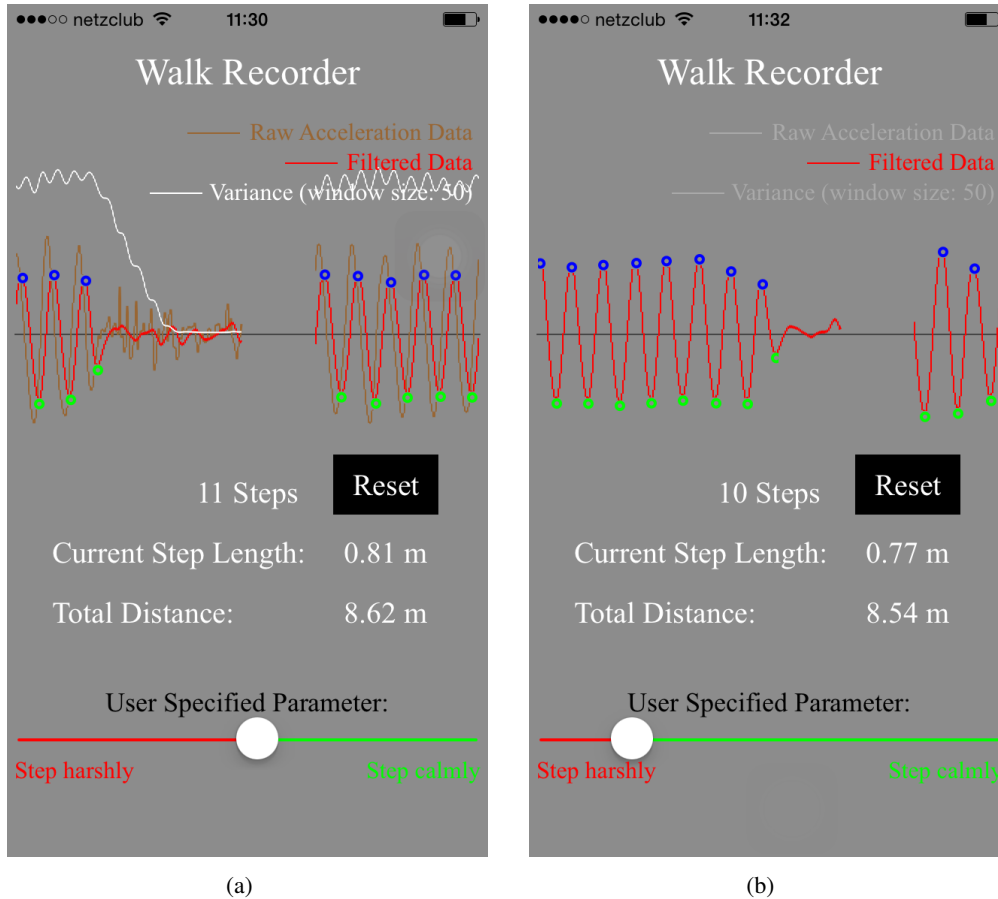 netzclub 11:30
Walk Recorder
Raw Acceleration Data
Filtered Data
Variance (window size: 50)
11 Steps Reset
Current Step Length: 0.81 m
Total Distance: 8.62 m
User Specified Parameter:
Step harshly Step calmly
(a)
netzclub 11:32
Walk Recorder
Raw Acceleration Data
Filtered Data
Variance (window size: 50)
10 Steps Reset
Current Step Length: 0.77 m
Total Distance: 8.54 m
User Specified Parameter:
Step harshly Step calmly
(b)